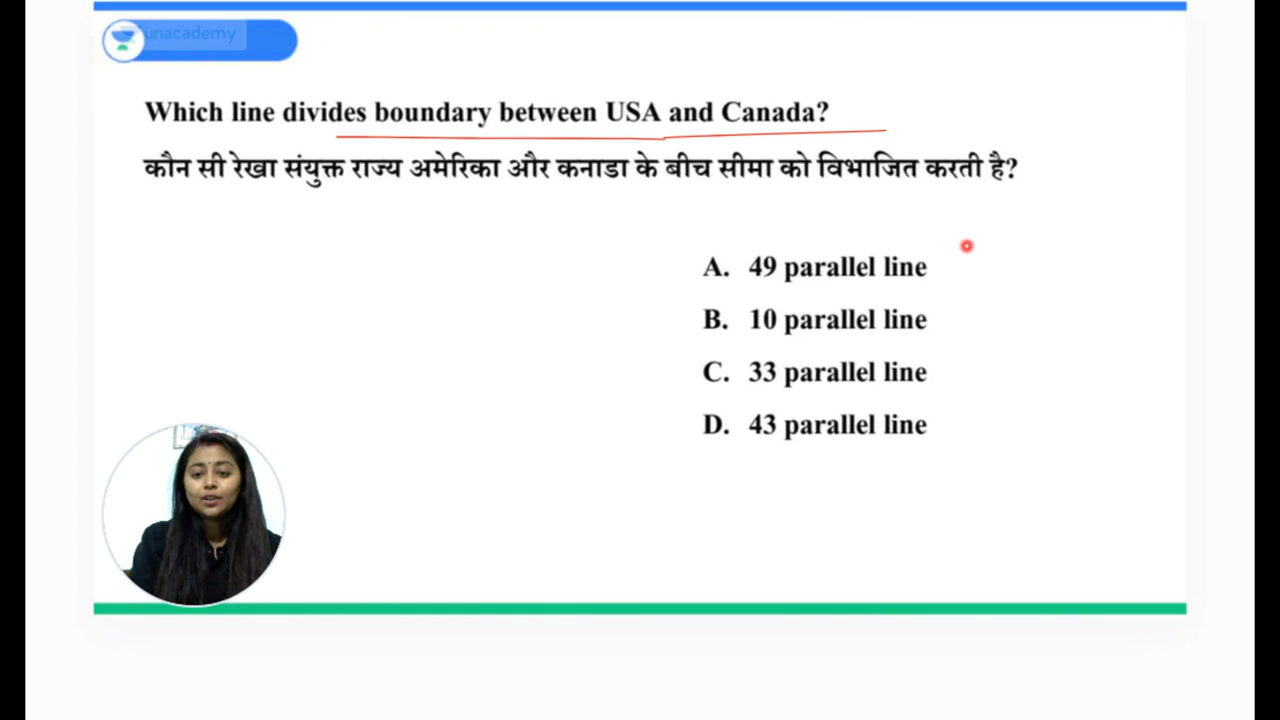 unacademy
Which line divides boundary between USA and Canada?
कौन सी रेखा संयुक्त राज्य अमेरिका और कनाडा के बीच सीमा को विभाजित करती है?
A. 49 parallel line
B. 10 parallel line
C. 33 parallel line
D. 43 parallel line